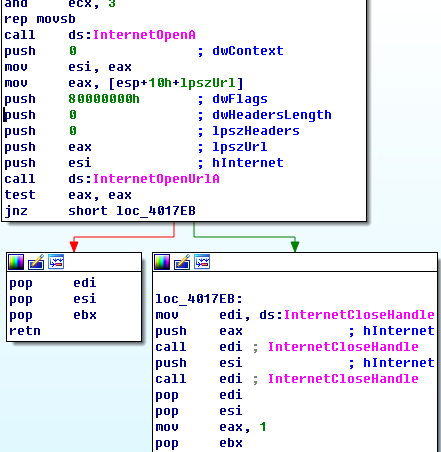 and ecx, 3
rep movsb
call ds:InternetOpenA
push 0 ; dwContext
mov esi, eax
mov eax, [esp+10h+lpszUrl]
push 80000000h ; dwFlags
push 0 ; dwHeadersLength
push 0 ; lpszHeaders
push eax ; lpszUrl
push esi ; hInternet
call ds:InternetOpenUrlA
test eax, eax
jnz short loc_4017EB
pop edi
pop esi
pop ebx
retn
loc_4017EB:
mov edi, ds:InternetCloseHandle
push eax ; hInternet
call edi ; InternetCloseHandle
push esi ; hInternet
call edi ; InternetCloseHandle
pop edi
pop esi
mov eax, 1
pop ebx